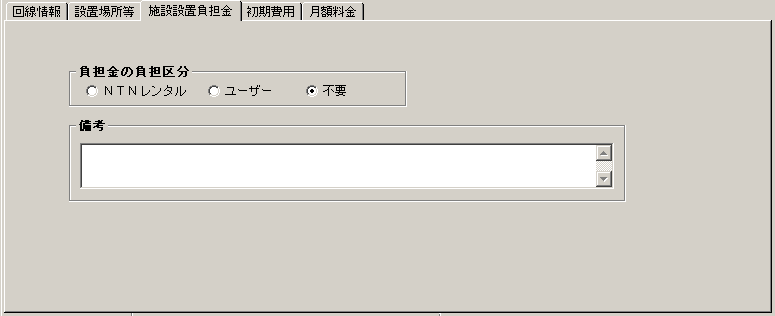 回線情報 設置場所等 施設設置負担金 初期費用 月額料金
負担金の負担区分
ＮＴＮレンタル ユーザー 不要
備考